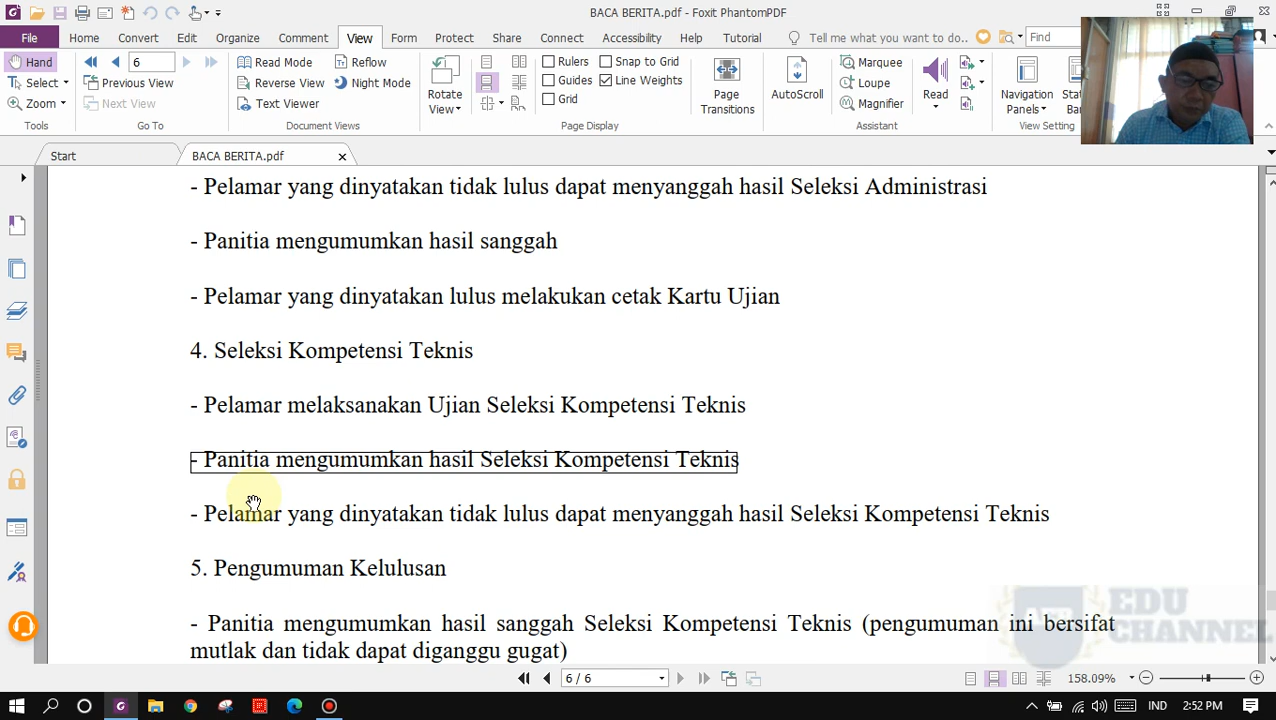 BACA BERITA.pdf - Foxit PhantomPDF
File Home Convert Edit Organize Comment View Form Protect Share Connect Accessibility Help Tutorial Tell me what you want to do.. Find
Hand 6 Read Mode Reflow Rulers Snap to Grid Marquee
Select Previous View Reverse View Night Mode Guides Line Weights Loupe
Zoom Next View Text Viewer Rotate View Grid Page Transitions AutoScroll Magnifier Read Navigation Panels
Tools Go To Document Views Page Display Assistant View Setting
Start BACA BERITA.pdf
- Pelamar yang dinyatakan tidak lulus dapat menyanggah hasil Seleksi Administrasi
- Panitia mengumumkan hasil sanggah
- Pelamar yang dinyatakan lulus melakukan cetak Kartu Ujian
4. Seleksi Kompetensi Teknis
- Pelamar melaksanakan Ujian Seleksi Kompetensi Teknis
- Panitia mengumumkan hasil Seleksi Kompetensi Teknis
- Pelamar yang dinyatakan tidak lulus dapat menyanggah hasil Seleksi Kompetensi Teknis
5. Pengumuman Kelulusan
- Panitia mengumumkan hasil sanggah Seleksi Kompetensi Teknis (pengumuman ini bersifat
mutlak dan tidak dapat diganggu gugat)
EDU
CHANNEL
6 / 6 158.09%
IND 2:52 PM